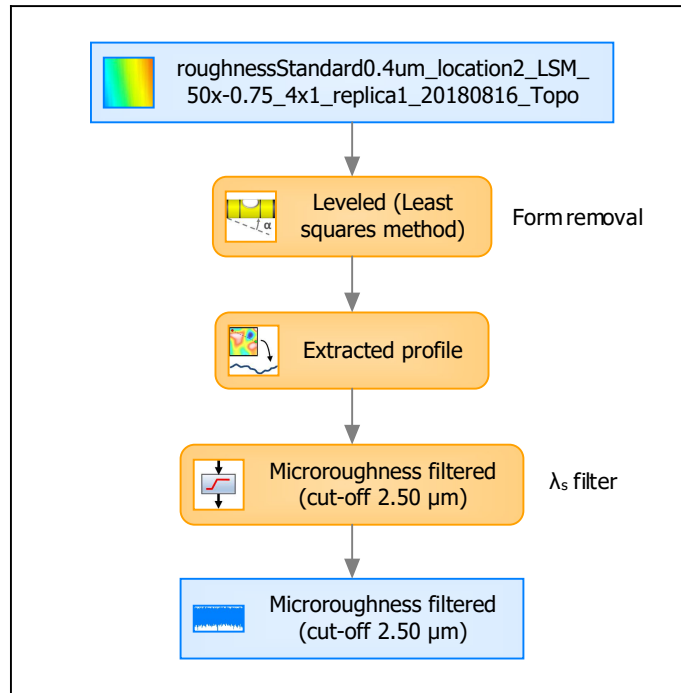 roughnessStandard0.4um_location2_LSM_
50x-0.75_4x1_replica1_20180816_Topo
Leveled (Least
squares method)
Form removal
α
Extracted profile
Microroughness filtered
(cut-off 2.50 µm)
λs filter
Microroughness filtered
(cut-off 2.50 µm)